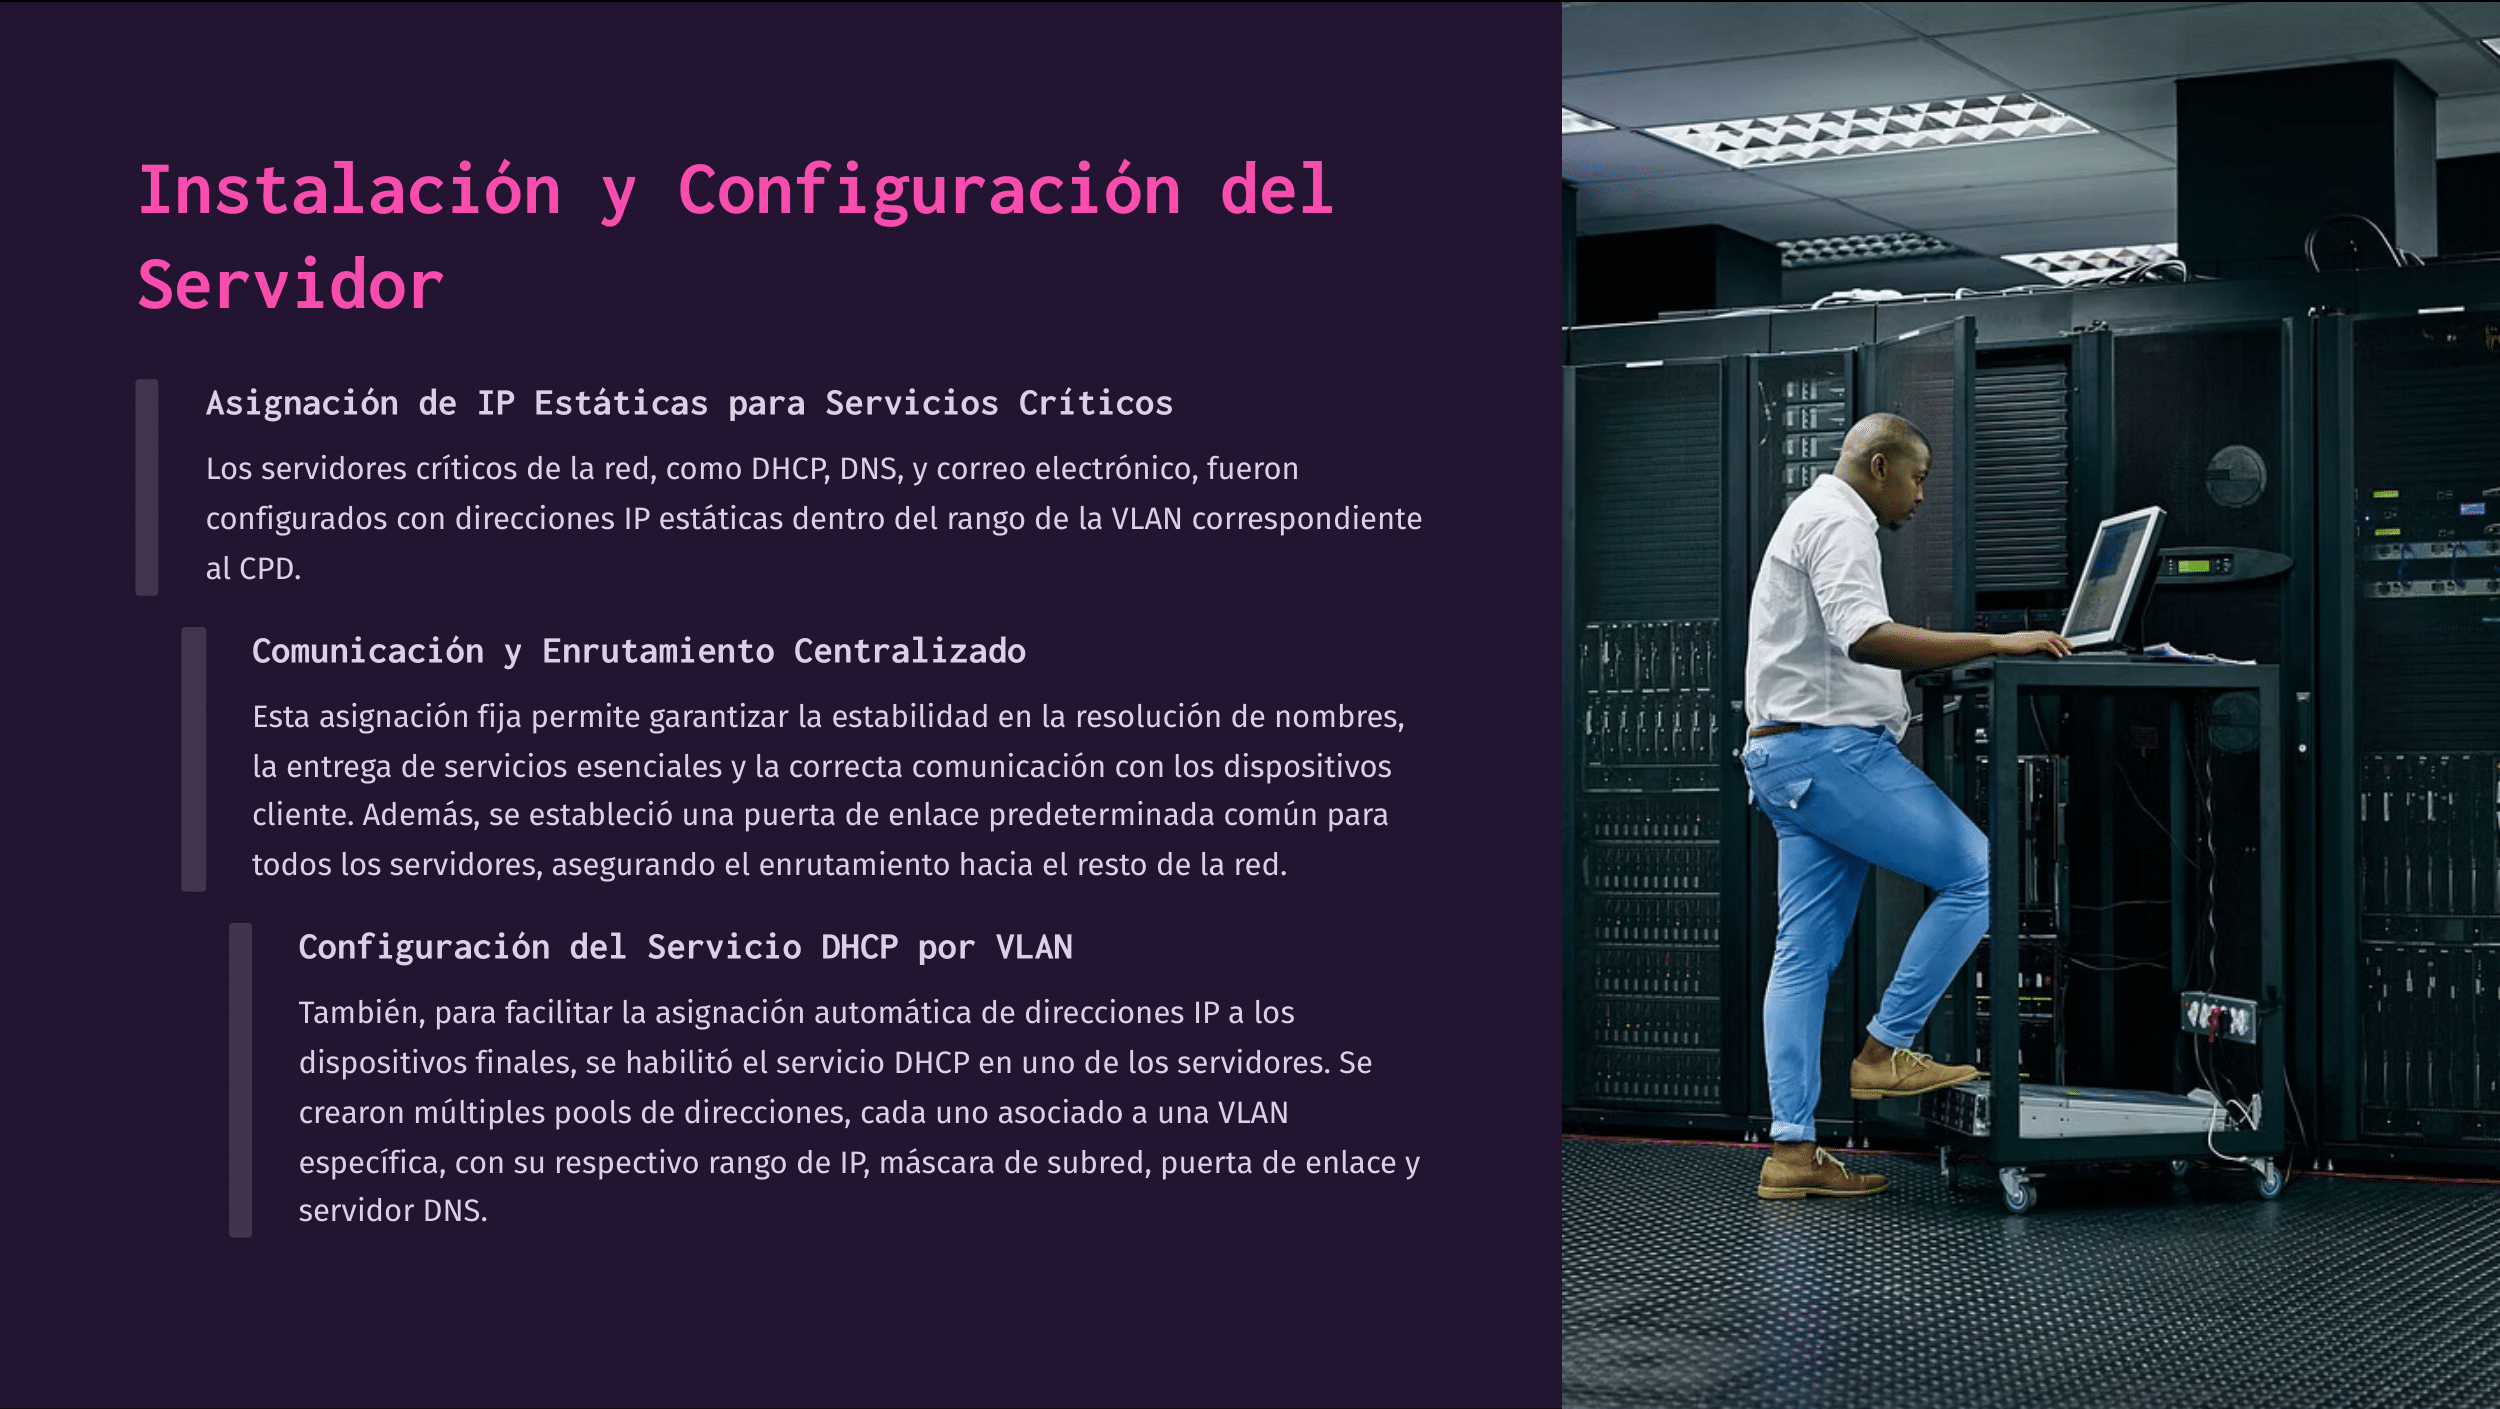 Instalación y Configuración del
Servidor
Asignación de IP Estáticas para Servicios Críticos
Los servidores críticos de la red, como DHCP, DNS, y correo electrónico, fueron
configurados con direcciones IP estáticas dentro del rango de la VLAN correspondiente
al CPD.
Comunicación y Enrutamiento Centralizado
Esta asignación fija permite garantizar la estabilidad en la resolución de nombres,
la entrega de servicios esenciales y la correcta comunicación con los dispositivos
cliente. Además, se estableció una puerta de enlace predeterminada común para
todos los servidores, asegurando el enrutamiento hacia el resto de la red.
Configuración del Servicio DHCP por VLAN
También, para facilitar la asignación automática de direcciones IP a los
dispositivos finales, se habilitó el servicio DHCP en uno de los servidores. Se
crearon múltiples pools de direcciones, cada uno asociado a una VLAN
específica, con su respectivo rango de IP, máscara de subred, puerta de enlace y
servidor DNS.